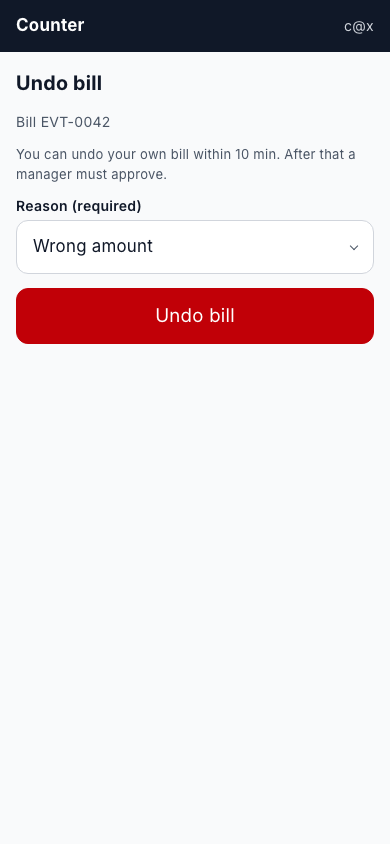 Counter
c@x
Undo bill
Bill EVT-0042
You can undo your own bill within 10 min. After that a
manager must approve.
Reason (required)
Wrong amount
Undo bill